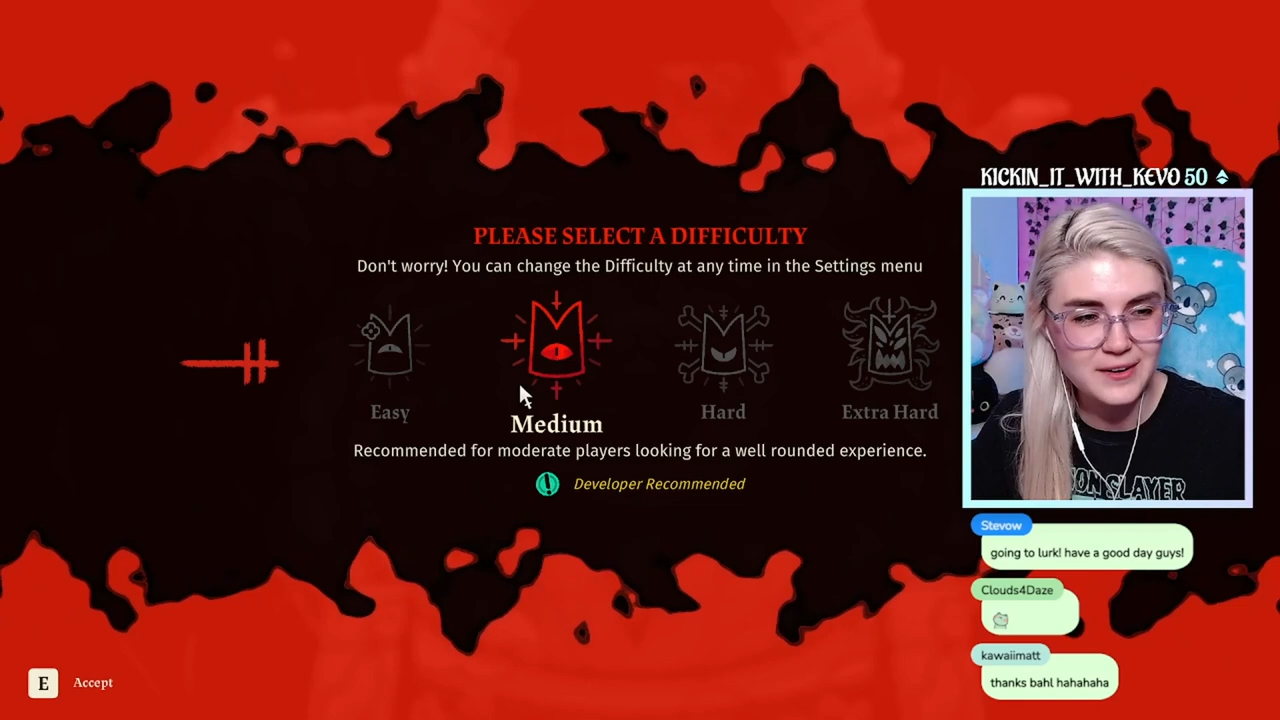 PLEASE SELECT A DIFFICULTY
Don't worry! You can change the Difficulty at any time in the Settings menu
Easy
Medium
Hard
Extra Hard
Recommended for moderate players looking for a well rounded experience.
Developer Recommended
E Accept
KICKIN_IT_WITH_KEVO 50
SLAYER
Stevow
going to lurk! have a good day guys!
Clouds4Daze
kawaiimatt
thanks bahl hahahaha